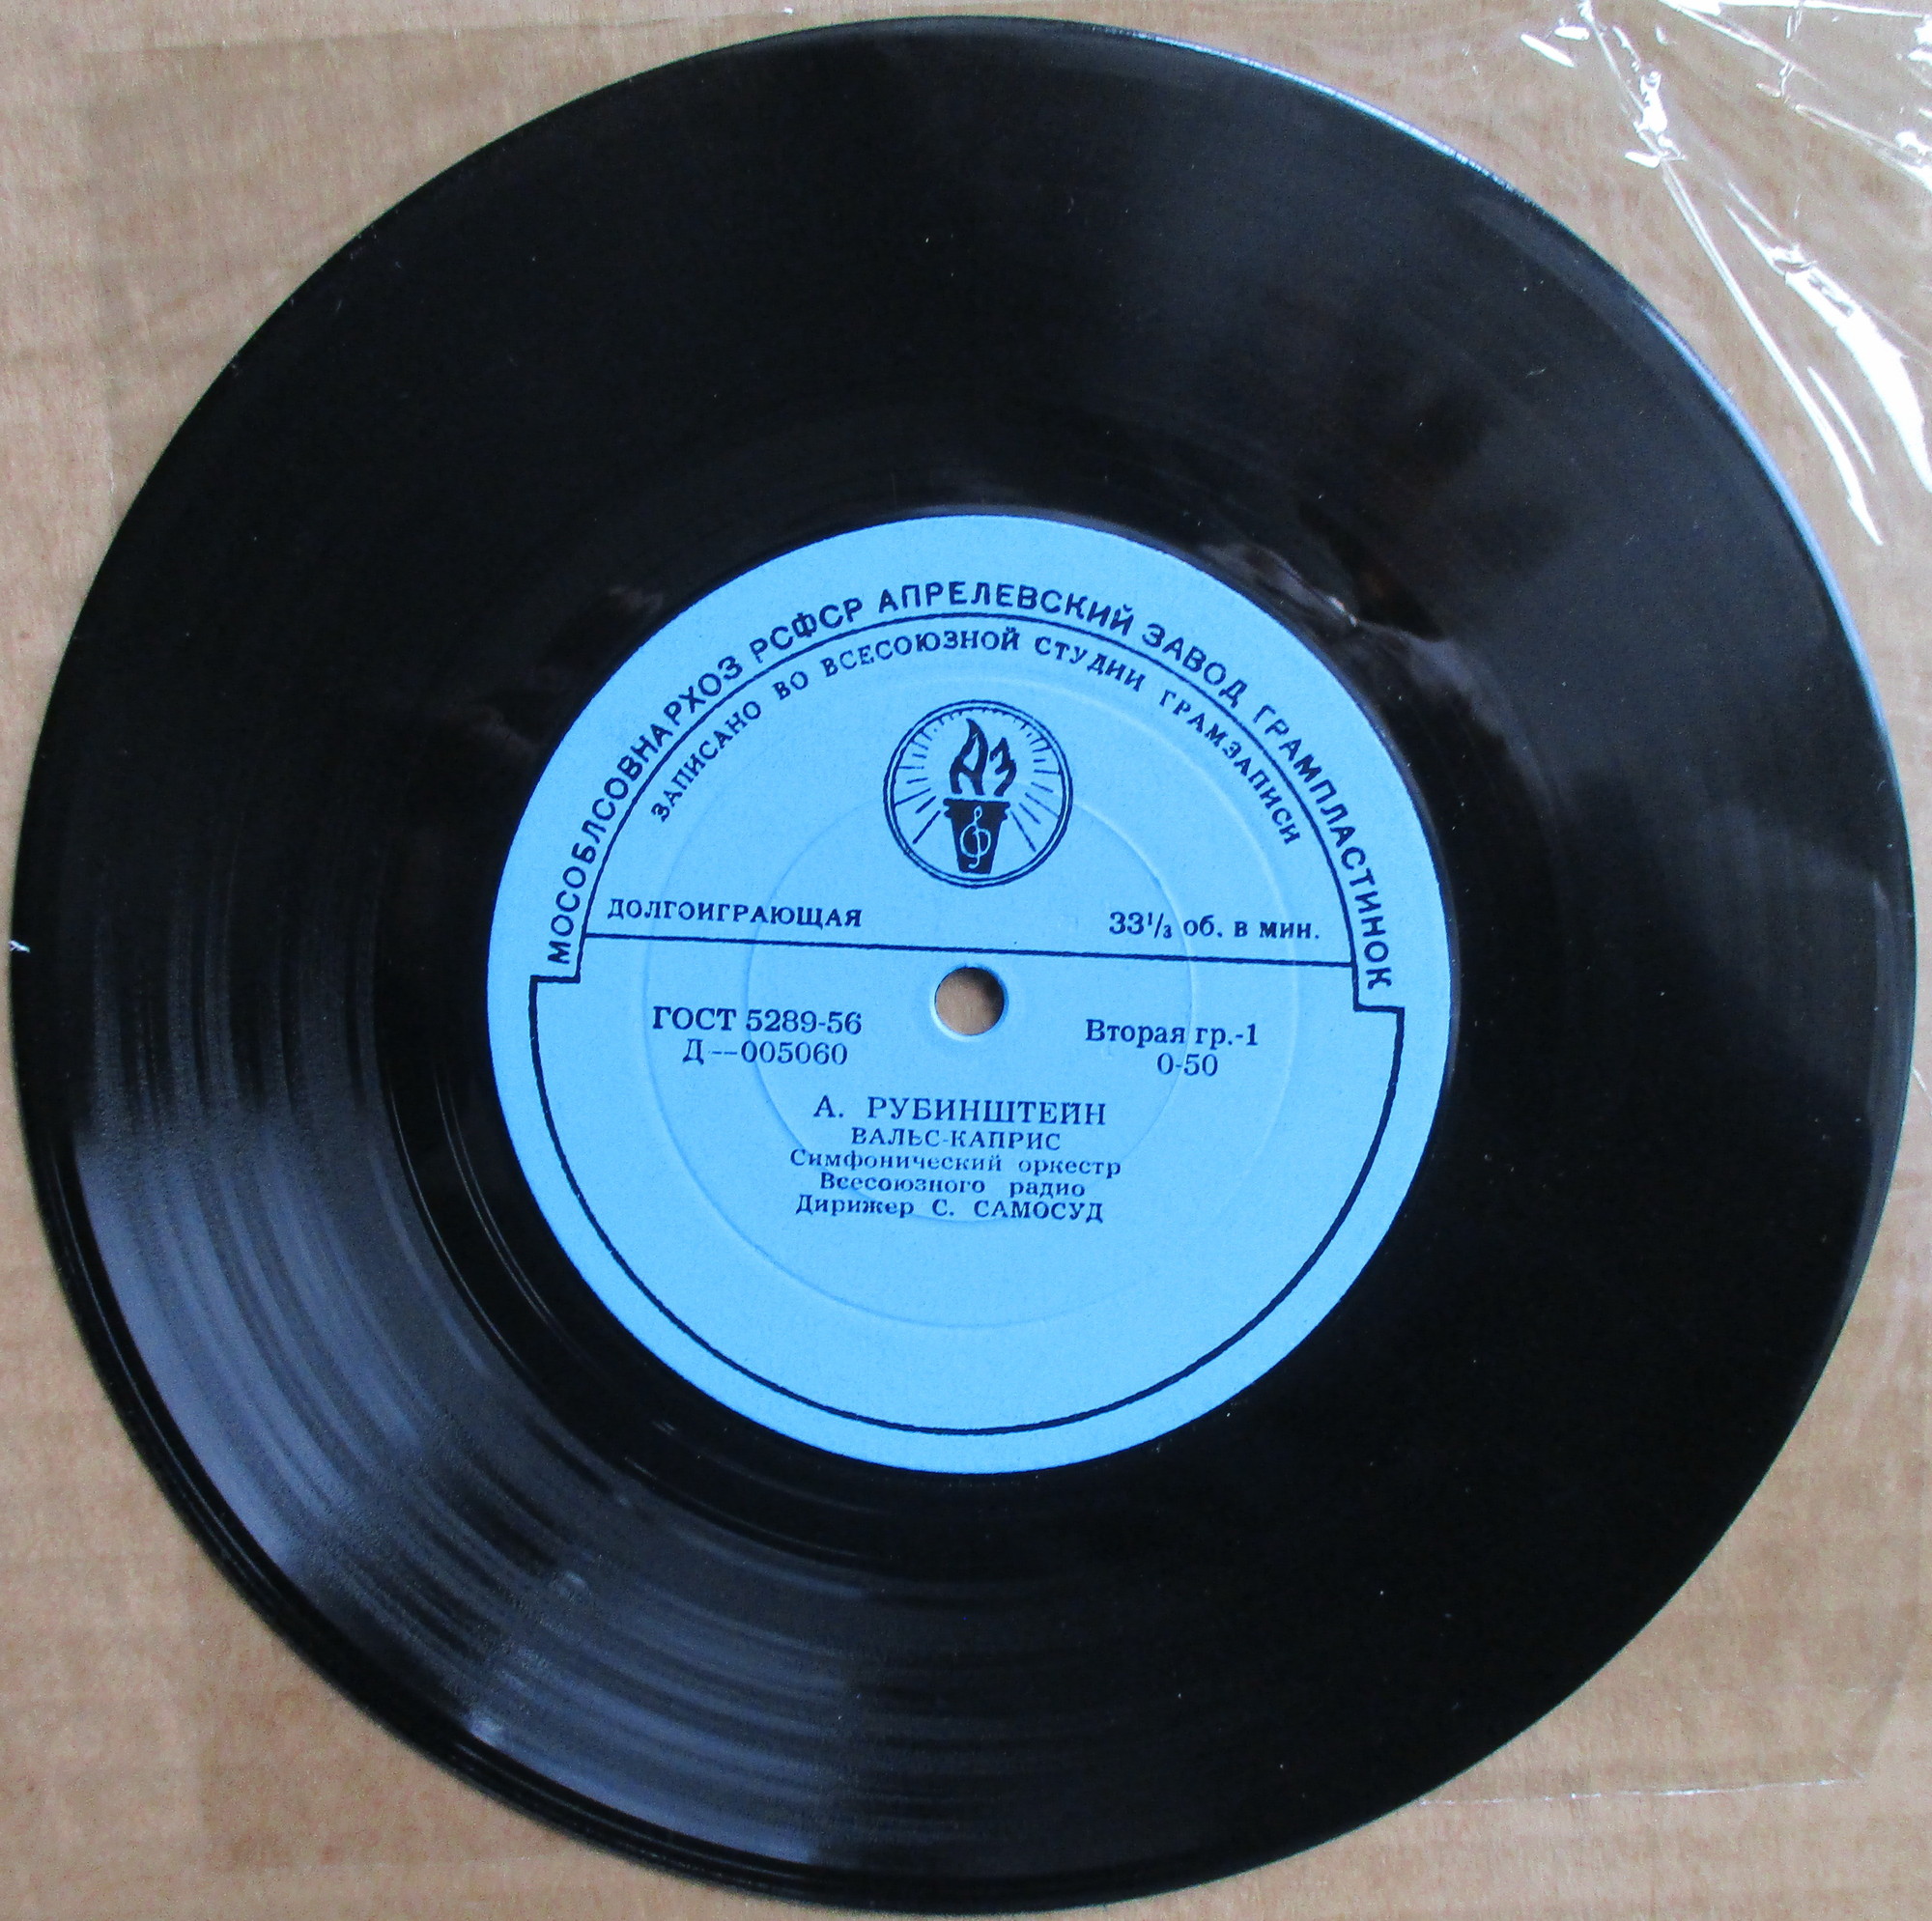 МОСОБЛСОВНАРХОЗ РСФСР АПРЕЛЕВСКИЙ ЗАВОД ГРАМПЛАСТИНОК
ЗАПИСАНО ВО ВСЕСОЮЗНОЙ СТУДИИ ГРАМЗАПИСИ
АЗ
ДОЛГОИГРАЮЩАЯ 33⅓ об. в мин.
ГОСТ 5289-56 Вторая гр.-1
Д--005060 0-50
А. РУБИНШТЕЙН
ВАЛЬС-КАПРИС
Симфонический оркестр
Всесоюзного радио
Дирижер С. САМОСУД